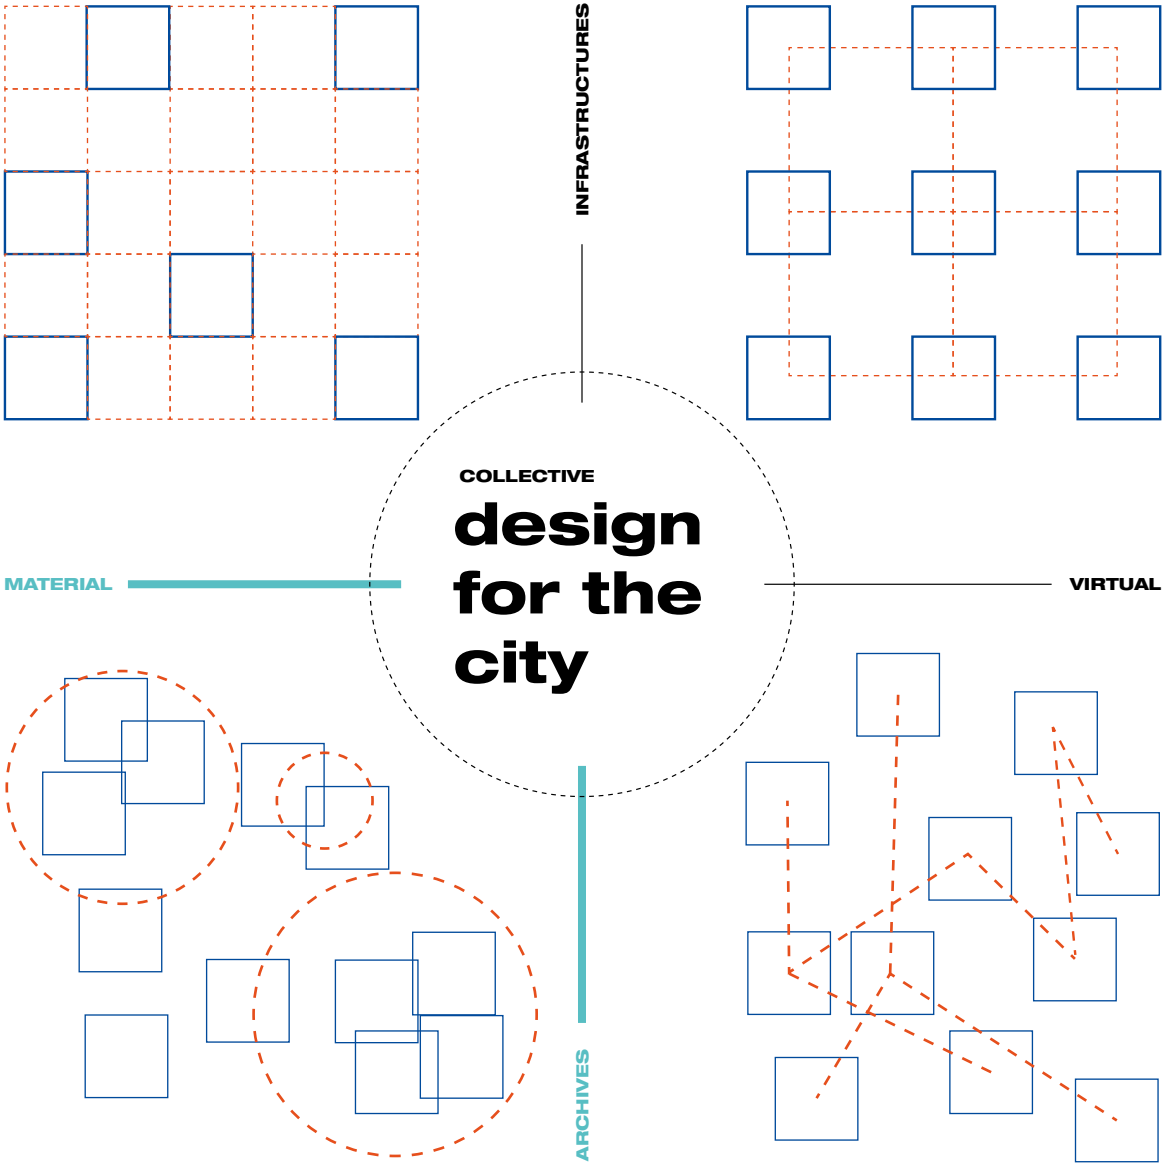 INFRASTRUCTURES
COLLECTIVE
design
for the
city
MATERIAL
VIRTUAL
ARCHIVES